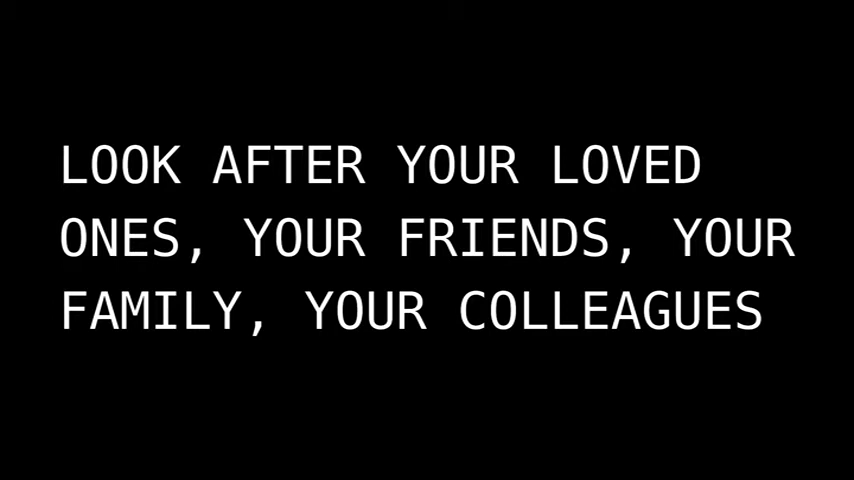 LOOK AFTER YOUR LOVED
ONES, YOUR FRIENDS, YOUR
FAMILY, YOUR COLLEAGUES